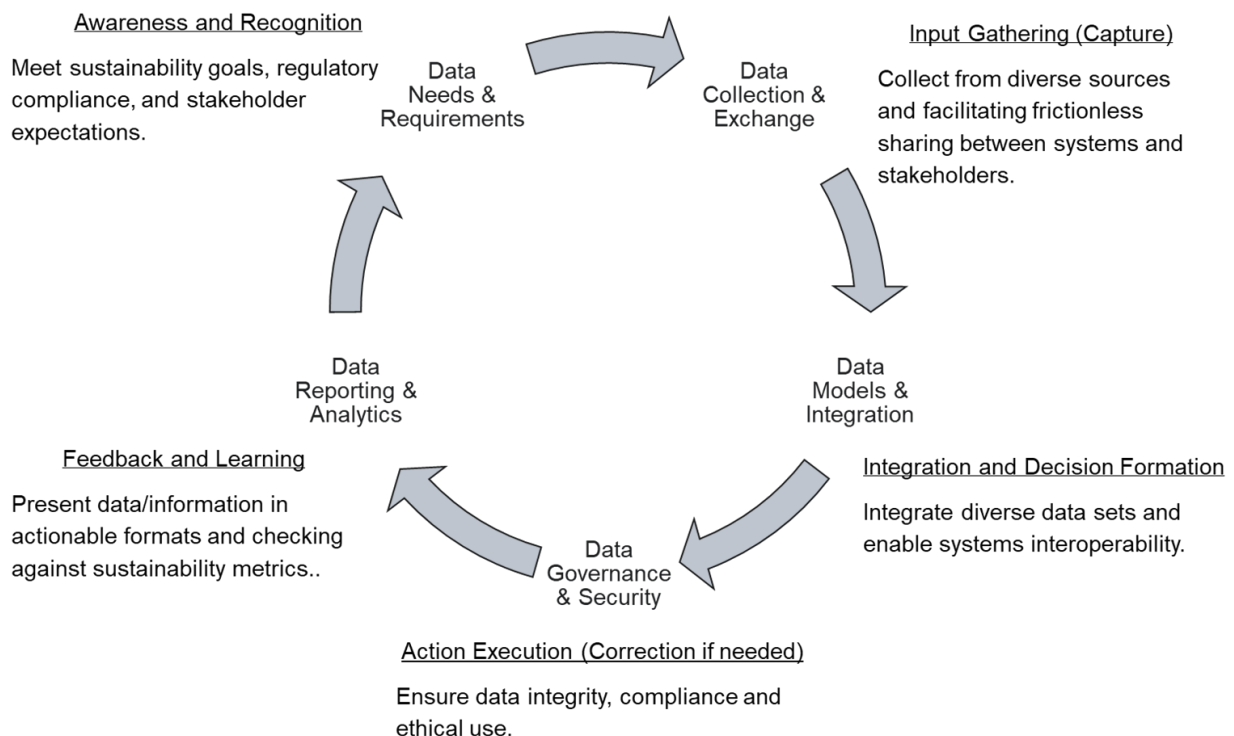 Awareness and Recognition
Meet sustainability goals, regulatory
compliance, and stakeholder
expectations.
Data
Needs &
Requirements
Data
Collection &
Exchange
Input Gathering (Capture)
Collect from diverse sources
and facilitating frictionless
sharing between systems and
stakeholders.
Data
Models &
Integration
Integration and Decision Formation
Integrate diverse data sets and
enable systems interoperability.
Data
Governance
& Security
Action Execution (Correction if needed)
Ensure data integrity, compliance and
ethical use.
Data
Reporting &
Analytics
Feedback and Learning
Present data/information in
actionable formats and checking
against sustainability metrics..